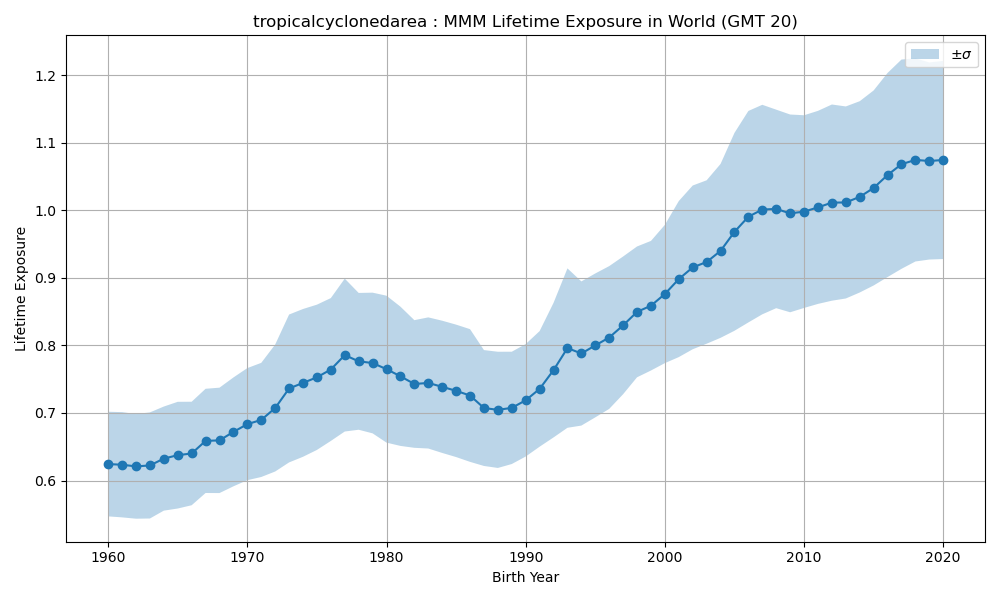 tropicalcyclonedarea : MMM Lifetime Exposure in World (GMT 20)
±σ
Lifetime Exposure
1.2
1.1
1.0
0.9
0.8
0.7
0.6
1960 1970 1980 1990 2000 2010 2020
Birth Year